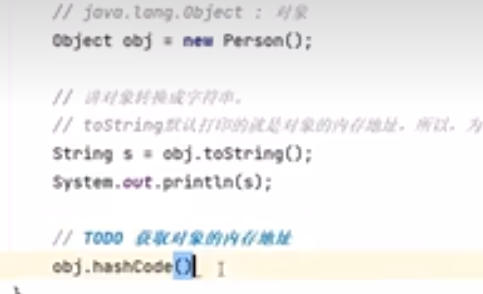 // java.lang.Object : 对象
Object obj = new Person();
// 讲对象转换成字符串。
// toString默认打印的就是对象的内存地址，所以，为
String s = obj.toString();
System.out.println(s);
// TODO 获取对象的内存地址
obj.hashCode()
}